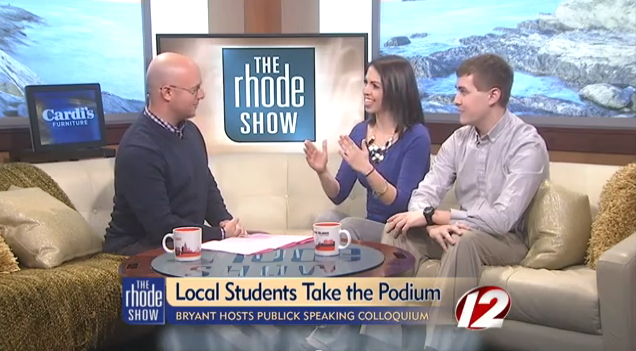 THE
rhode
SHOW
Cardi's
FURNITURE
THE
rhode
SHOW
Local Students Take the Podium
BRYANT HOSTS PUBLICK SPEAKING COLLOQUIUM
12
SHOW